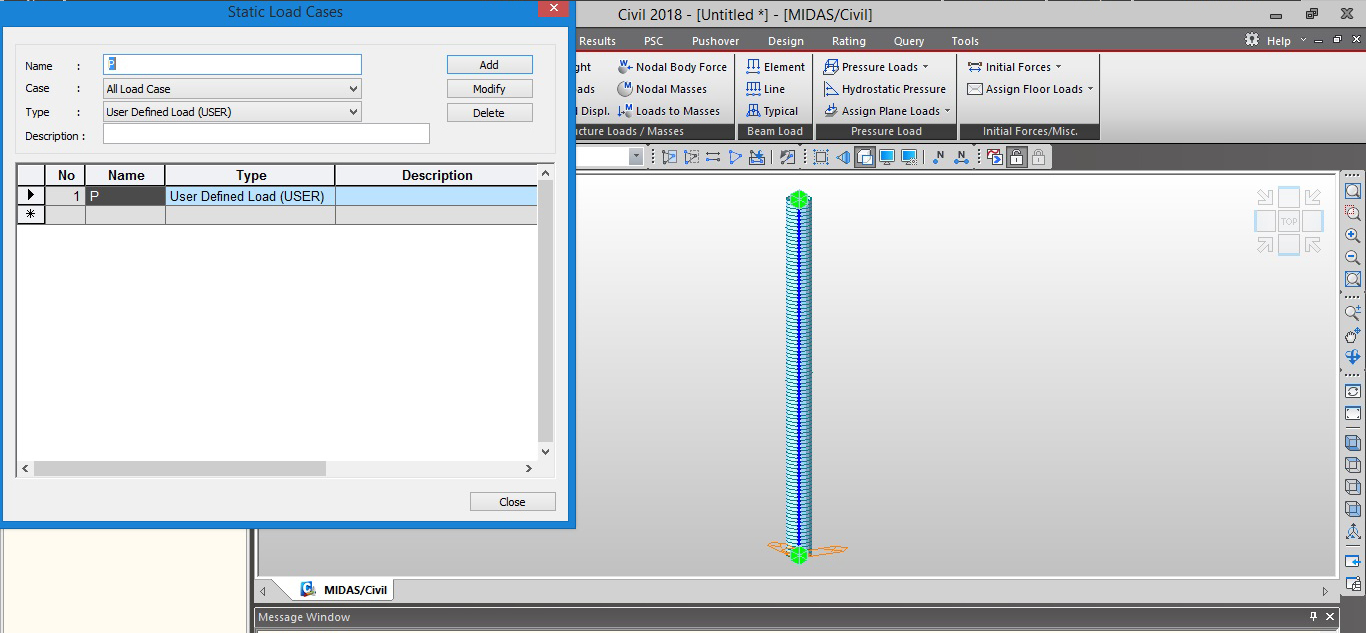 Static Load Cases
Civil 2018 - [Untitled *] - [MIDAS/Civil]
Results PSC Pushover Design Rating Query Tools Help
Name :
P
Add
Case :
All Load Case
Modify
Type :
User Defined Load (USER)
Delete
Description :
ght Nodal Body Force Element Pressure Loads Initial Forces
ads Nodal Masses Line Hydrostatic Pressure Assign Floor Loads
l Displ. Loads to Masses Typical Assign Plane Loads
cture Loads / Masses Beam Load Pressure Load Initial Forces/Misc.
N N
No Name Type Description
1 P User Defined Load (USER)
*
TOP
Close
MIDAS/Civil
Message Window